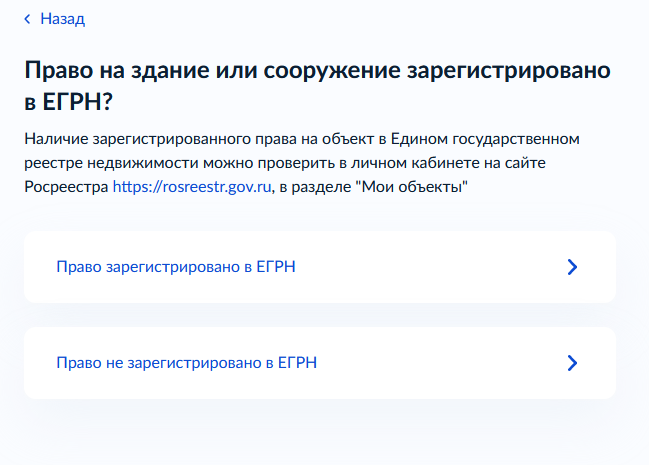 Назад
Право на здание или сооружение зарегистрировано
в ЕГРН?
Наличие зарегистрированного права на объект в Едином государственном
реестре недвижимости можно проверить в личном кабинете на сайте
Росреестра https://rosreestr.gov.ru, в разделе "Мои объекты"
Право зарегистрировано в ЕГРН
Право не зарегистрировано в ЕГРН